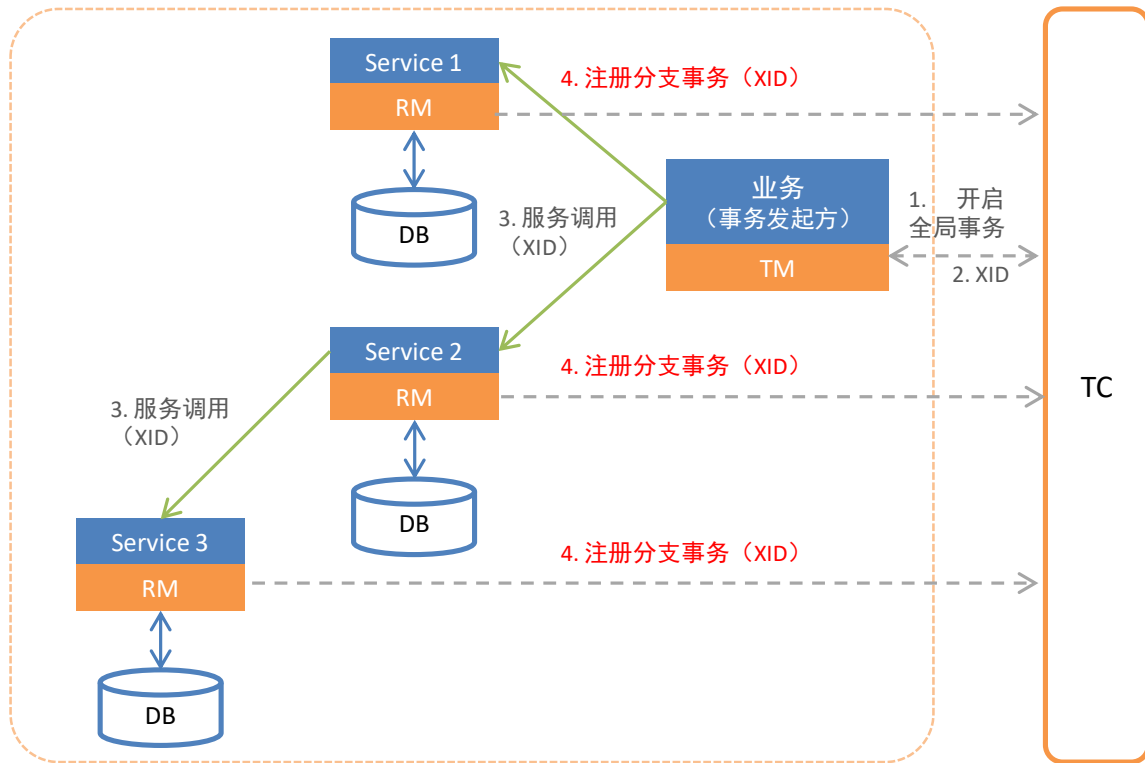 Service 1
RM
DB
4. 注册分支事务（XID）
业务
（事务发起方）
TM
1. 开启
全局事务
2. XID
3. 服务调用
（XID）
Service 2
RM
DB
4. 注册分支事务（XID）
TC
3. 服务调用
（XID）
Service 3
RM
DB
4. 注册分支事务（XID）